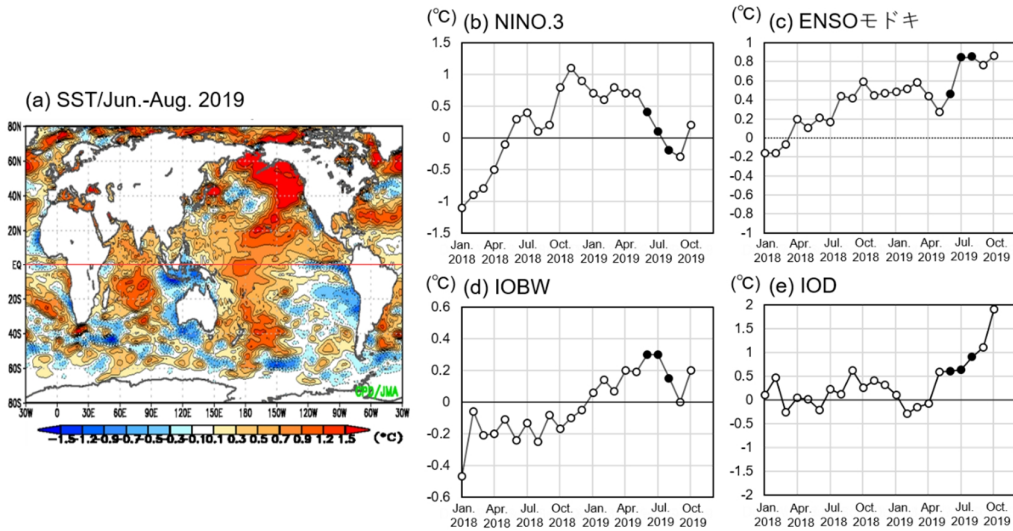 (a) SST/Jun.-Aug. 2019
80N
60N
40N
20N
EQ
20S
40S
60S
80S
30W 0 30E 60E 90E 120E 150E 180 150W 120W 90W 60W 30W 0 30W
-1.5-1.2-0.9-0.7-0.5-0.3-0.10.1 0.3 0.5 0.7 0.9 1.2 1.5 (°C)
(℃) (b) NINO.3
1.5
1
0.5
0
-0.5
-1
-1.5
Jan. Apr. Jul. Oct. Jan. Apr. Jul. Oct.
2018 2018 2018 2018 2019 2019 2019 2019
(℃) (c) ENSOモドキ
1
0.8
0.6
0.4
0.2
0
-0.2
-0.4
-0.6
-0.8
-1
Jan. Apr. Jul. Oct. Jan. Apr. Jul. Oct.
2018 2018 2018 2018 2019 2019 2019 2019
(℃) (d) IOBW
0.6
0.4
0.2
0
-0.2
-0.4
-0.6
Jan. Apr. Jul. Oct. Jan. Apr. Jul. Oct.
2018 2018 2018 2018 2019 2019 2019 2019
(℃) (e) IOD
2
1.5
1
0.5
0
-0.5
-1
-1.5
-2
Jan. Apr. Jul. Oct. Jan. Apr. Jul. Oct.
2018 2018 2018 2018 2019 2019 2019 2019